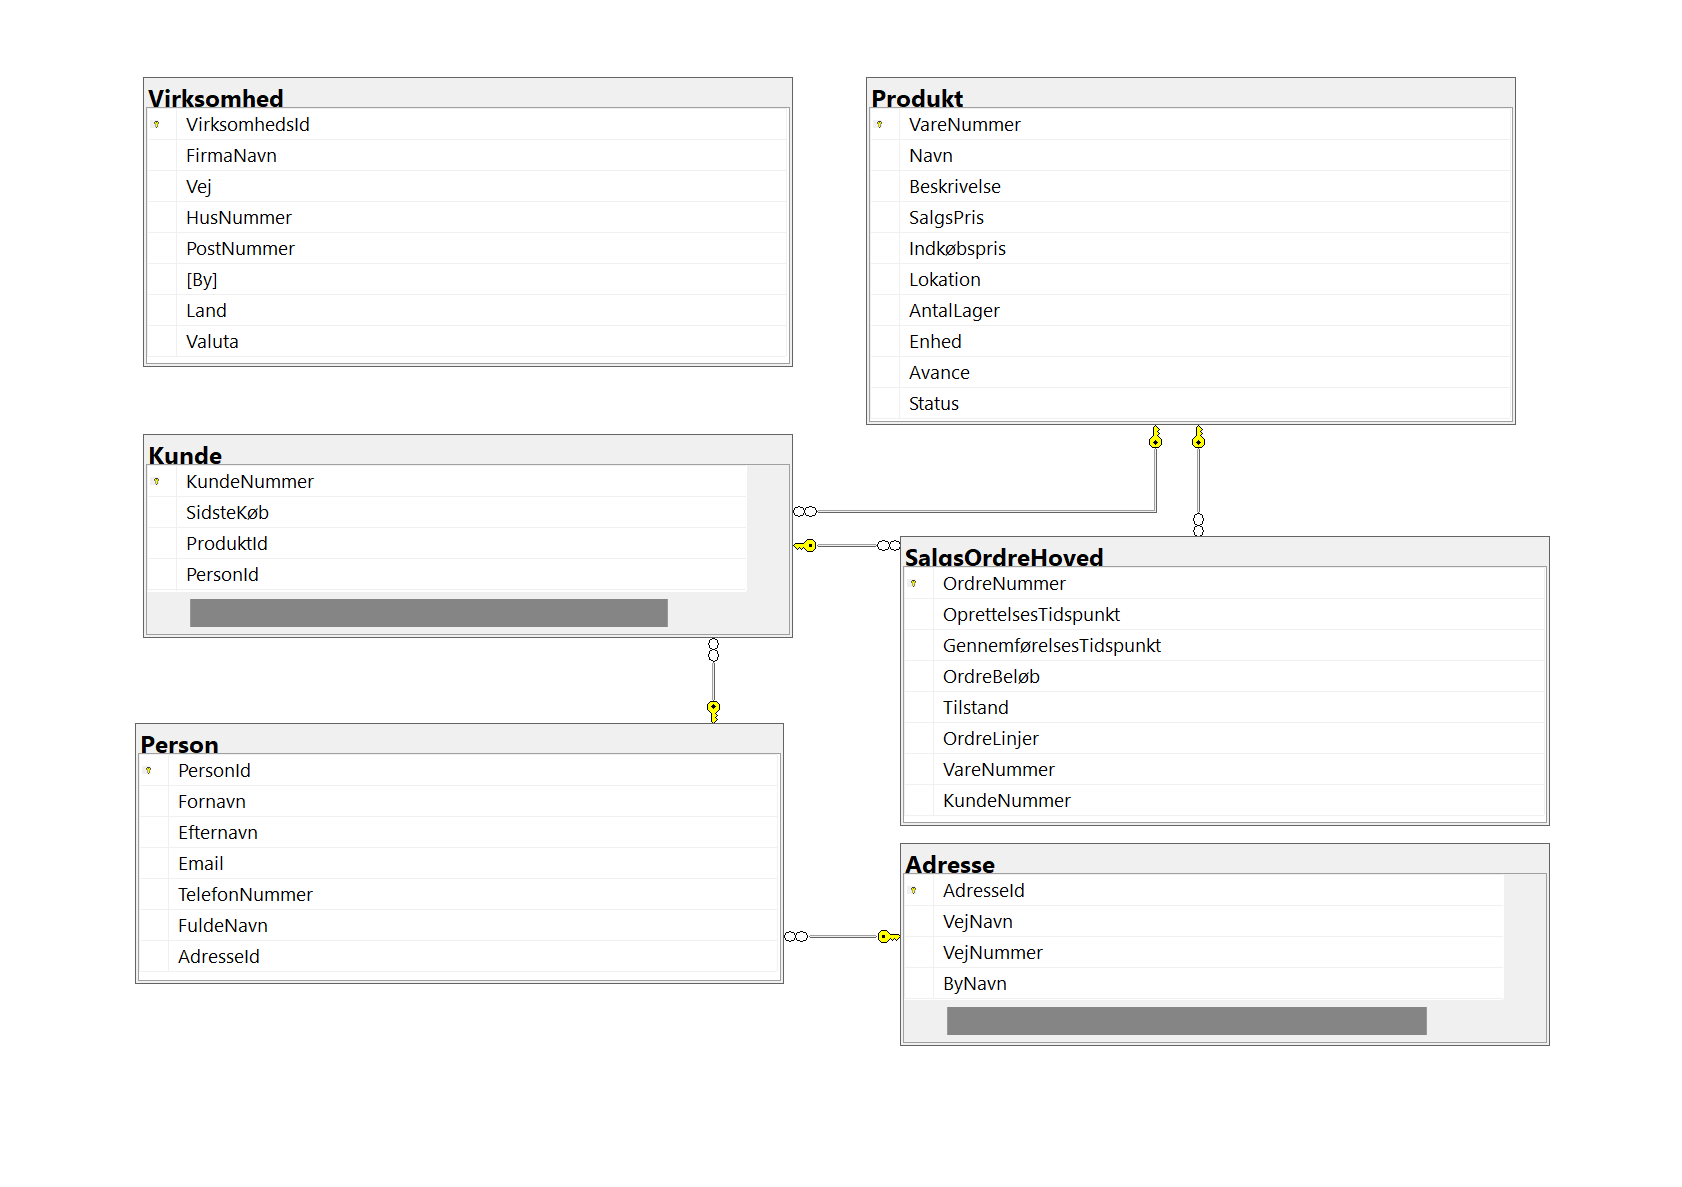 Virksomhed
VirksomhedsId
FirmaNavn
Vej
HusNummer
PostNummer
[By]
Land
Valuta
Produkt
VareNummer
Navn
Beskrivelse
SalgsPris
Indkøbspris
Lokation
AntalLager
Enhed
Avance
Status
Kunde
KundeNummer
SidsteKøb
ProduktId
PersonId
SalgsOrdreHoved
OrdreNummer
OprettelsesTidspunkt
GennemførelsesTidspunkt
OrdreBeløb
Tilstand
OrdreLinjer
VareNummer
KundeNummer
Person
PersonId
Fornavn
Efternavn
Email
TelefonNummer
FuldeNavn
AdresseId
Adresse
AdresseId
VejNavn
VejNummer
ByNavn